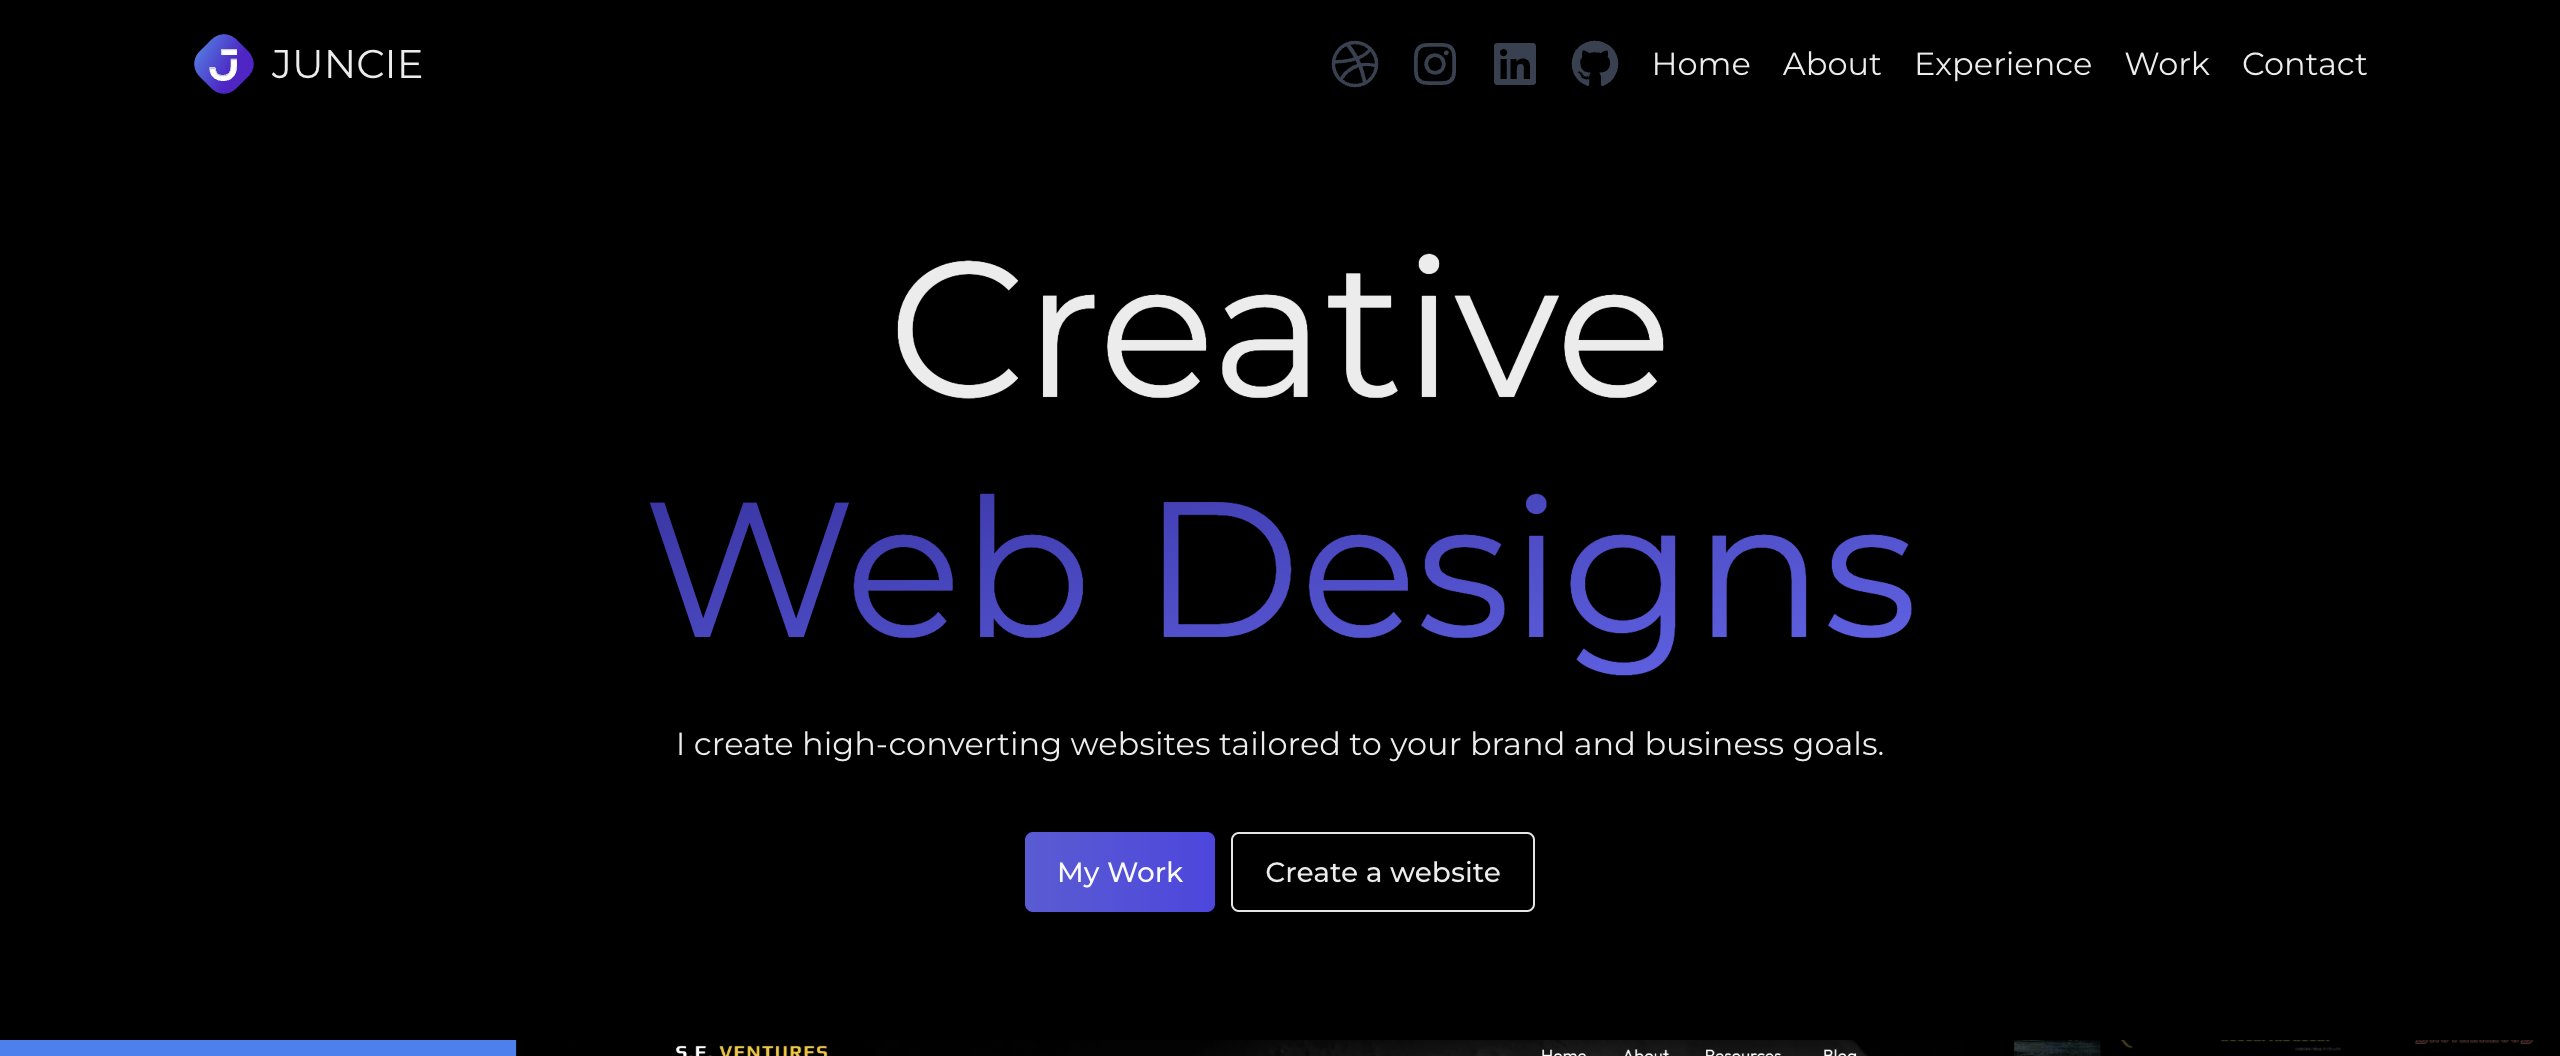 JUNCIE
Home About Experience Work Contact
Creative
Web Designs
I create high-converting websites tailored to your brand and business goals.
My Work Create a website
S.E. VENTURES Home About Resources Blog